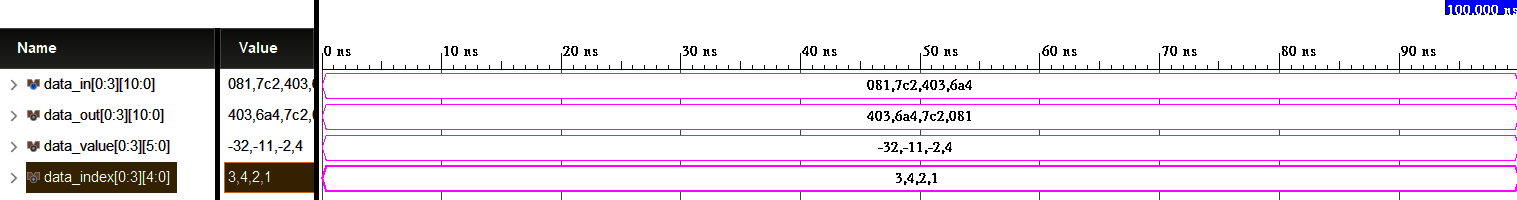 100.000 ns
Name Value 0 ns 10 ns 20 ns 30 ns 40 ns 50 ns 60 ns 70 ns 80 ns 90 ns
data_in[0:3][10:0] 081,7c2,403, 081,7c2,403,6a4
data_out[0:3][10:0] 403,6a4,7c2, 403,6a4,7c2,081
data_value[0:3][5:0] -32,-11,-2,4 -32,-11,-2,4
data_index[0:3][4:0] 3,4,2,1 3,4,2,1